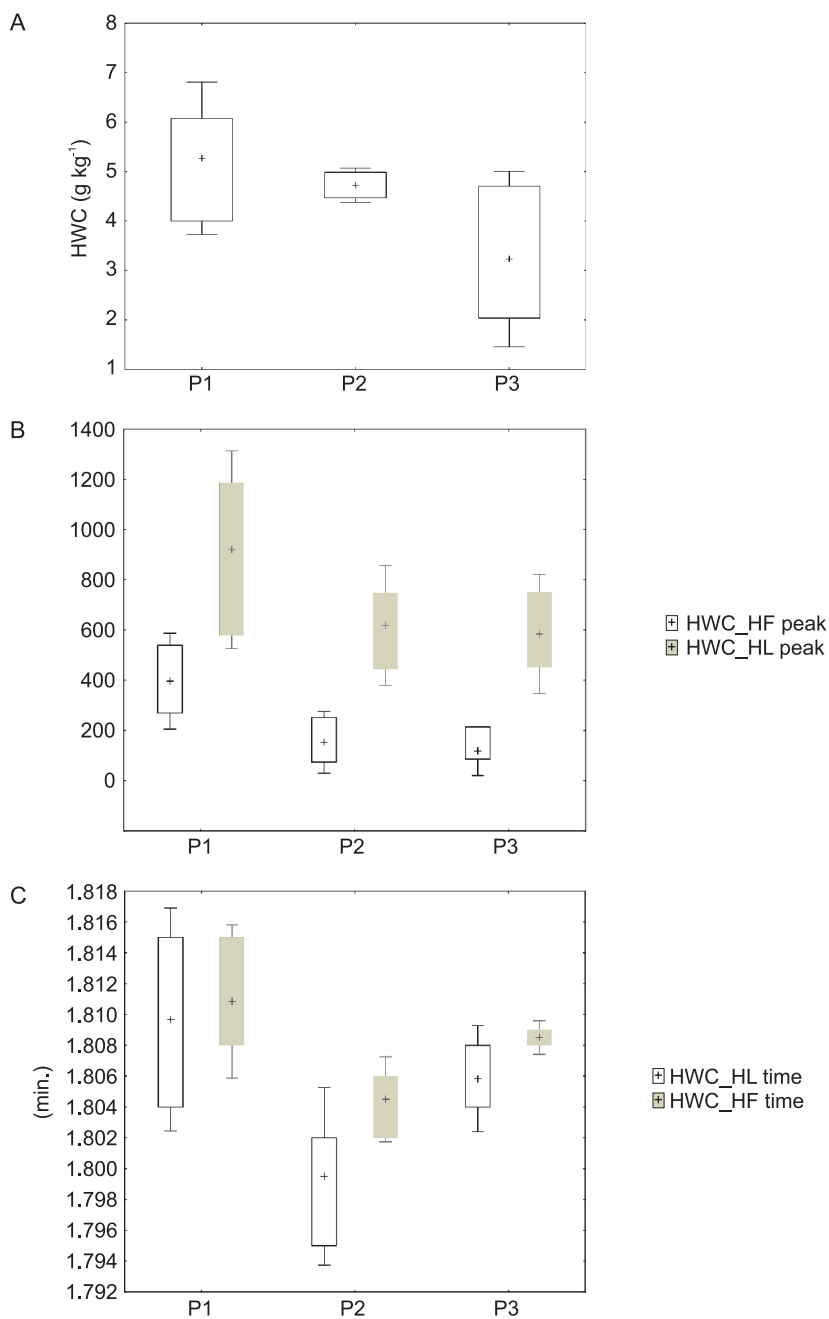 A
8
7
6
5
4
3
2
1
HWC (g kg⁻¹)
P1 P2 P3
B
1400
1200
1000
800
600
400
200
0
P1 P2 P3
HWC_HF peak
HWC_HL peak
C
1.818
1.816
1.814
1.812
1.810
1.808
1.806
1.804
1.802
1.800
1.798
1.796
1.794
1.792
(min.)
P1 P2 P3
HWC_HL time
HWC_HF time